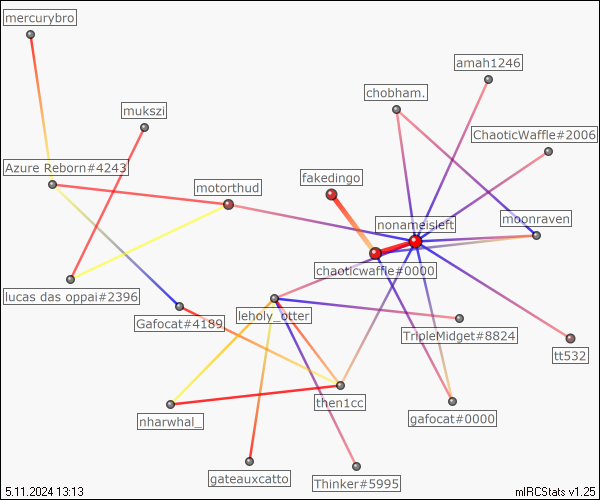 mercurybro
amah1246
chobham.
mukszi
ChaoticWaffle#2006
Azure Reborn#4243
fakedingo
motorthud
nonameisleft
moonraven
chaoticwaffle#0000
lucas das oppai#2396
leholy_otter
Gafocat#4189
TripleMidget#8824
tt532
then1cc
gafocat#0000
nharwhal_
gateauxcatto
Thinker#5995
5.11.2024 13:13
mIRCStats v1.25